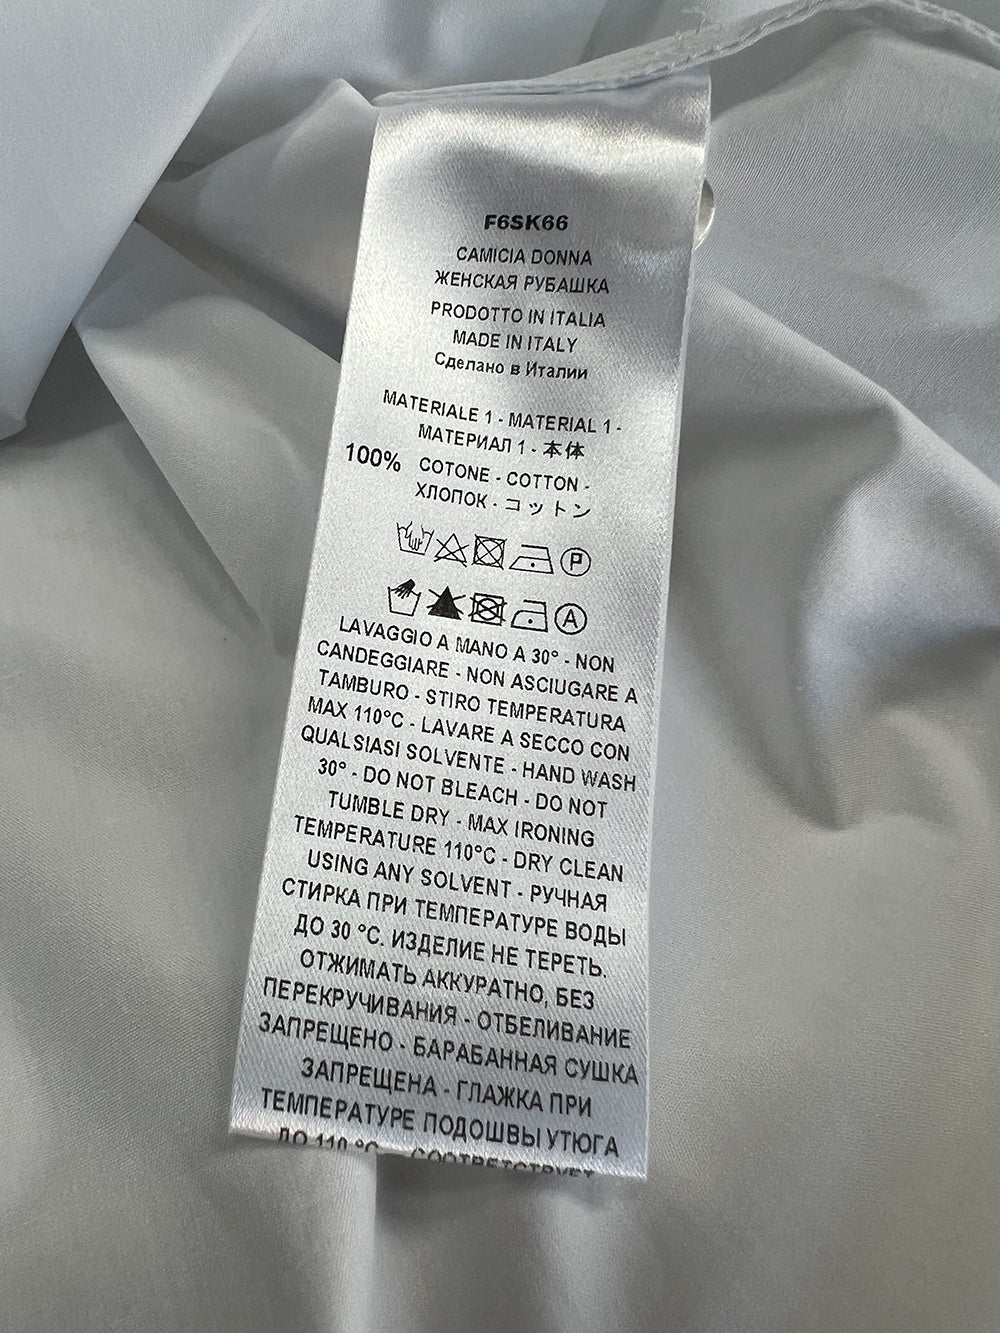 F6SK66
CAMICIA DONNA
ЖЕНСКАЯ РУБАШКА
PRODOTTO IN ITALIA
MADE IN ITALY
Сделано в Италии
MATERIALE 1 - MATERIAL 1 -
МАТЕРИАЛ 1 - 本体
100% COTONE - COTTON -
ХЛОПОК - コットン
P
A
LAVAGGIO A MANO A 30° - NON
CANDEGGIARE - NON ASCIUGARE A
TAMBURO - STIRO TEMPERATURA
MAX 110°C - LAVARE A SECCO CON
QUALSIASI SOLVENTE - HAND WASH
30° - DO NOT BLEACH - DO NOT
TUMBLE DRY - MAX IRONING
TEMPERATURE 110°C - DRY CLEAN
USING ANY SOLVENT - РУЧНАЯ
СТИРКА ПРИ ТЕМПЕРАТУРЕ ВОДЫ
ДО 30 °С. ИЗДЕЛИЕ НЕ ТЕРЕТЬ.
ОТЖИМАТЬ АККУРАТНО, БЕЗ
ПЕРЕКРУЧИВАНИЯ - ОТБЕЛИВАНИЕ
ЗАПРЕЩЕНО - БАРАБАННАЯ СУШКА
ЗАПРЕЩЕНА - ГЛАЖКА ПРИ
ТЕМПЕРАТУРЕ ПОДОШВЫ УТЮГА
ДО 110 °С - СООТВЕТСТВУЕТ